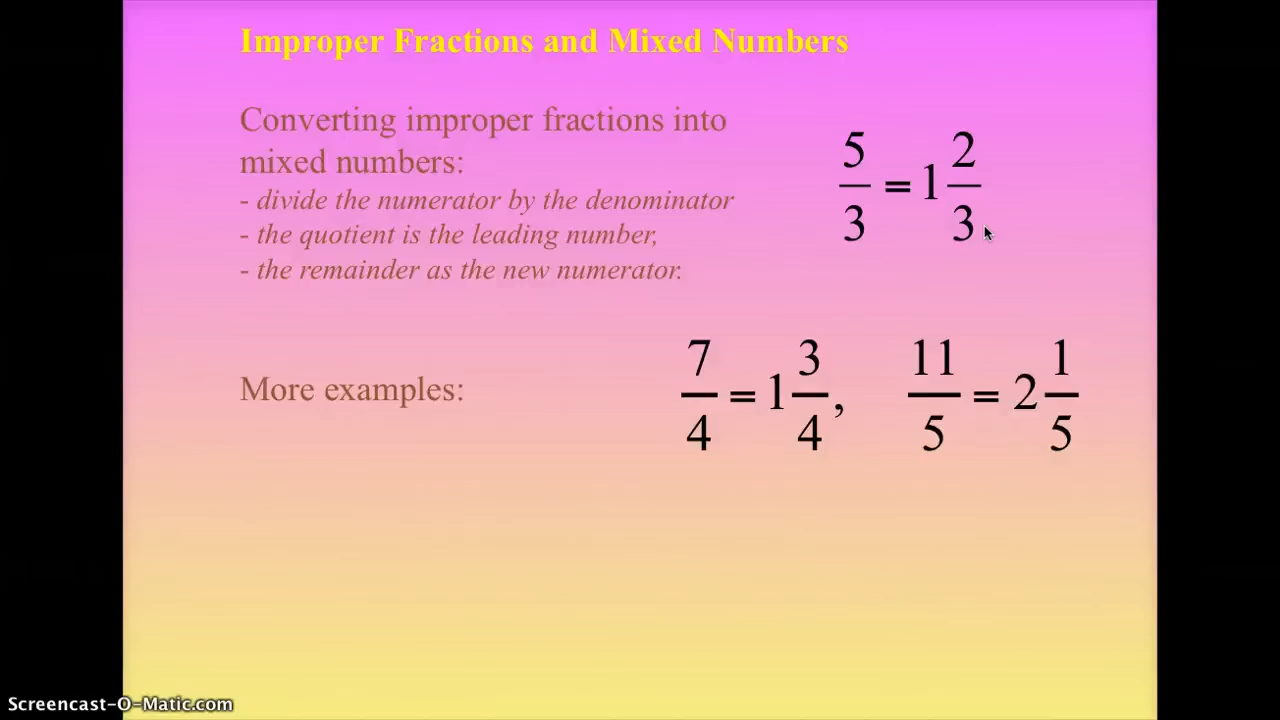 Improper Fractions and Mixed Numbers
Converting improper fractions into
mixed numbers:
- divide the numerator by the denominator
- the quotient is the leading number,
- the remainder as the new numerator.
5/3 = 1 2/3
More examples:
7/4 = 1 3/4, 11/5 = 2 1/5
Screencast-O-Matic.com